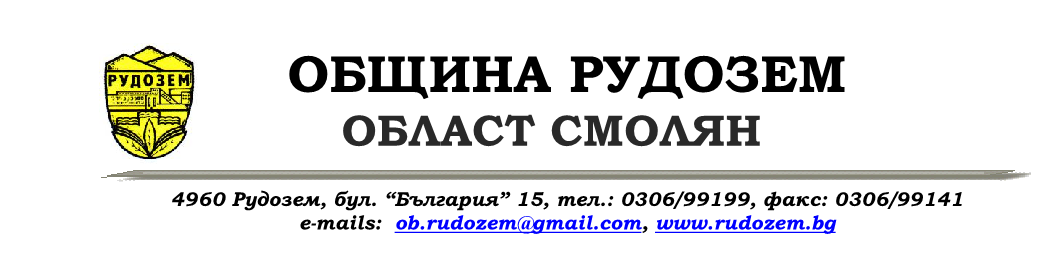 РУДОЗЕМ
ОБЩИНА РУДОЗЕМ
ОБЛАСТ СМОЛЯН
4960 Рудозем, бул. “България” 15, тел.: 0306/99199, факс: 0306/99141
e-mails: ob.rudozem@gmail.com, www.rudozem.bg